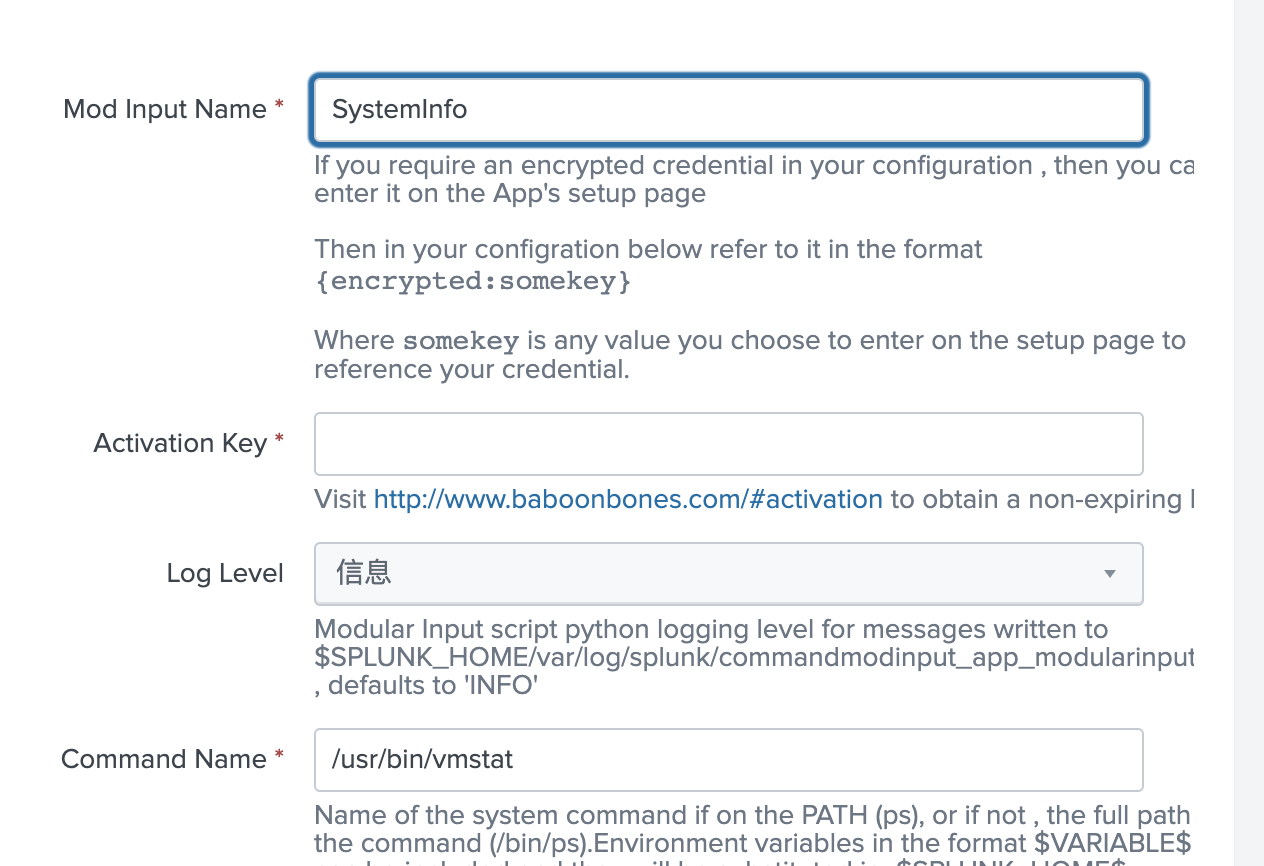 Mod Input Name *
SystemInfo
If you require an encrypted credential in your configuration , then you ca
enter it on the App's setup page
Then in your configration below refer to it in the format
{encrypted:somekey}
Where somekey is any value you choose to enter on the setup page to
reference your credential.
Activation Key *
Visit http://www.baboonbones.com/#activation to obtain a non-expiring
Log Level
信息
Modular Input script python logging level for messages written to
$SPLUNK_HOME/var/log/splunk/commandmodinput_app_modularinput
, defaults to 'INFO'
Command Name *
/usr/bin/vmstat
Name of the system command if on the PATH (ps), or if not , the full path
the command (/bin/ps).Environment variables in the format $VARIABLE$